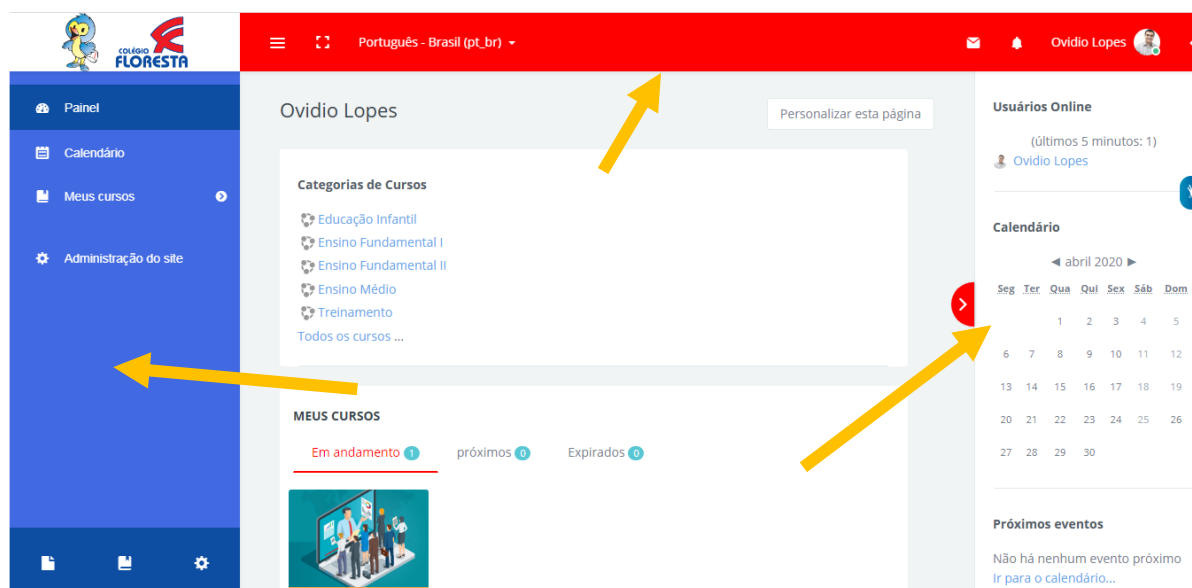 COLÉGIO
FLORESTA
Português - Brasil (pt_br)
Ovidio Lopes
Painel
Calendário
Meus cursos
Administração do site
Ovidio Lopes
Personalizar esta página
Categorias de Cursos
Educação Infantil
Ensino Fundamental I
Ensino Fundamental II
Ensino Médio
Treinamento
Todos os cursos ...
MEUS CURSOS
Em andamento 1 próximos 0 Expirados 0
Usuários Online
(últimos 5 minutos: 1)
Ovidio Lopes
Calendário
◄ abril 2020 ►
Seg Ter Qua Qui Sex Sáb Dom
1 2 3 4 5
6 7 8 9 10 11 12
13 14 15 16 17 18 19
20 21 22 23 24 25 26
27 28 29 30
Próximos eventos
Não há nenhum evento próximo
Ir para o calendário...